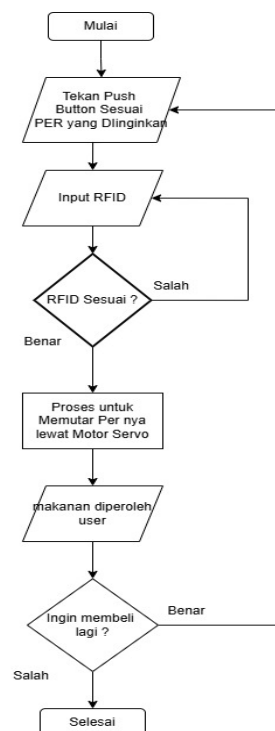 Mulai
Tekan Push
Button Sesuai
PER yang DIinginkan
Input RFID
RFID Sesuai ?
Salah
Benar
Proses untuk
Memutar Per nya
lewat Motor Servo
makanan diperoleh
user
Ingin membeli
lagi ?
Benar
Salah
Selesai